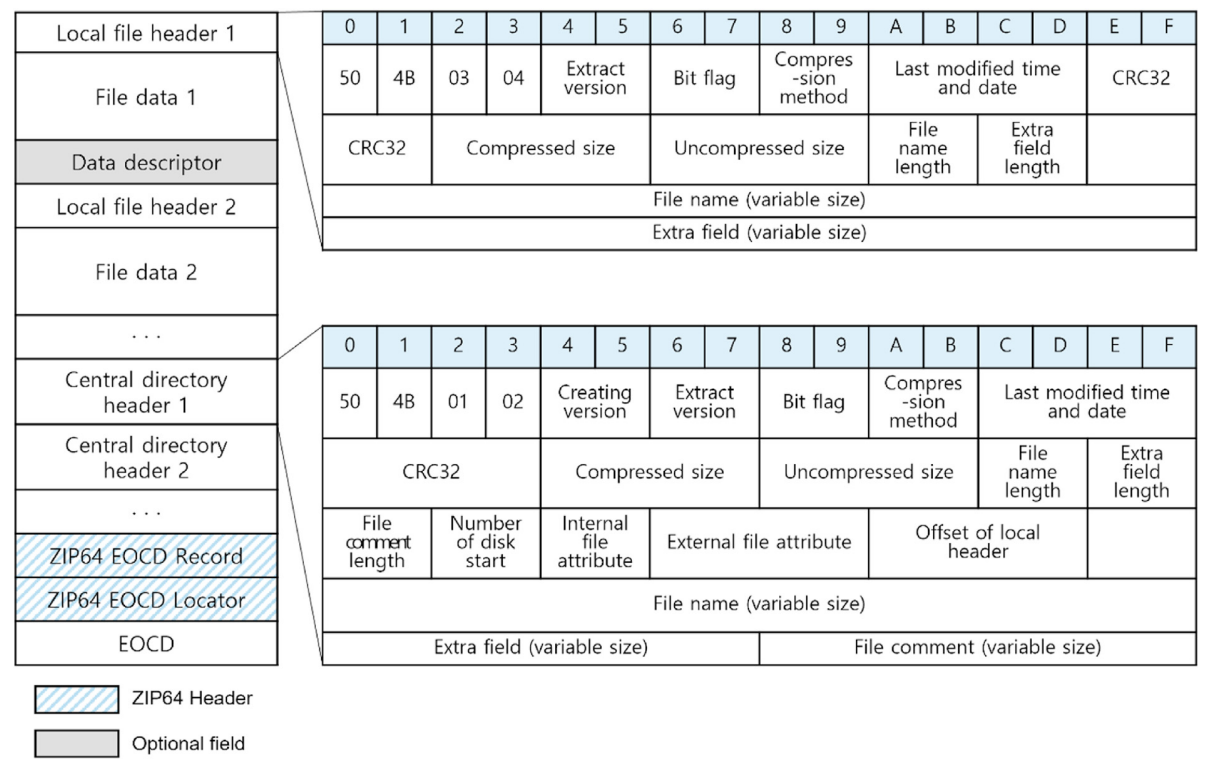 Local file header 1
File data 1
Data descriptor
Local file header 2
File data 2
. . .
Central directory
header 1
Central directory
header 2
. . .
ZIP64 EOCD Record
ZIP64 EOCD Locator
EOCD
ZIP64 Header
Optional field
0 1 2 3 4 5 6 7 8 9 A B C D E F
50 4B 03 04
Extract
version
Bit flag
Compres
-sion
method
Last modified time
and date
CRC32
CRC32
Compressed size
Uncompressed size
File
name
length
Extra
field
length
File name (variable size)
Extra field (variable size)
0 1 2 3 4 5 6 7 8 9 A B C D E F
50 4B 01 02
Creating
version
Extract
version
Bit flag
Compres
-sion
method
Last modified time
and date
CRC32
Compressed size
Uncompressed size
File
name
length
Extra
field
length
File
comment
length
Number
of disk
start
Internal
file
attribute
External file attribute
Offset of local
header
File name (variable size)
Extra field (variable size)
File comment (variable size)